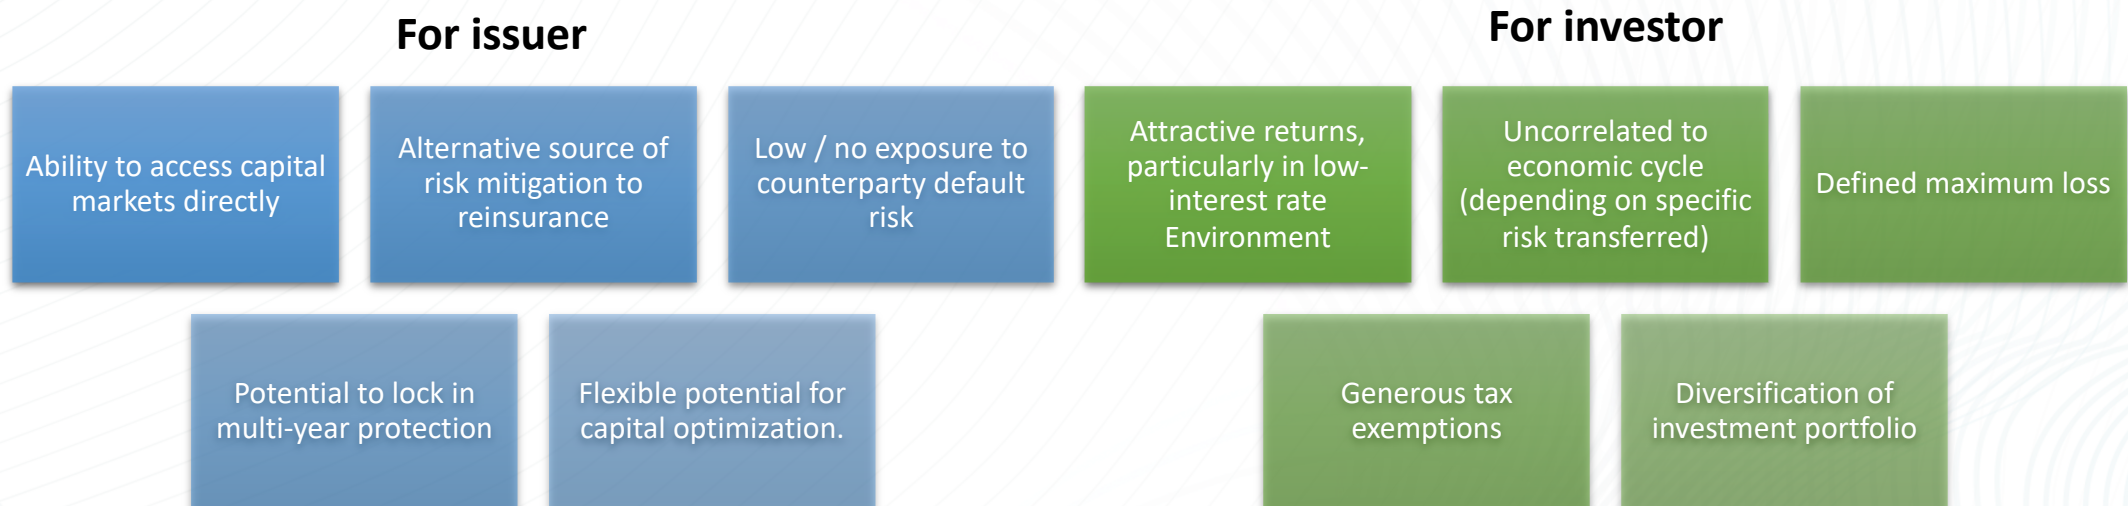 For issuer
Ability to access capital
markets directly
Alternative source of
risk mitigation to
reinsurance
Low / no exposure to
counterparty default
risk
Potential to lock in
multi-year protection
Flexible potential for
capital optimization.
For investor
Attractive returns,
particularly in low-
interest rate
Environment
Uncorrelated to
economic cycle
(depending on specific
risk transferred)
Defined maximum loss
Generous tax
exemptions
Diversification of
investment portfolio